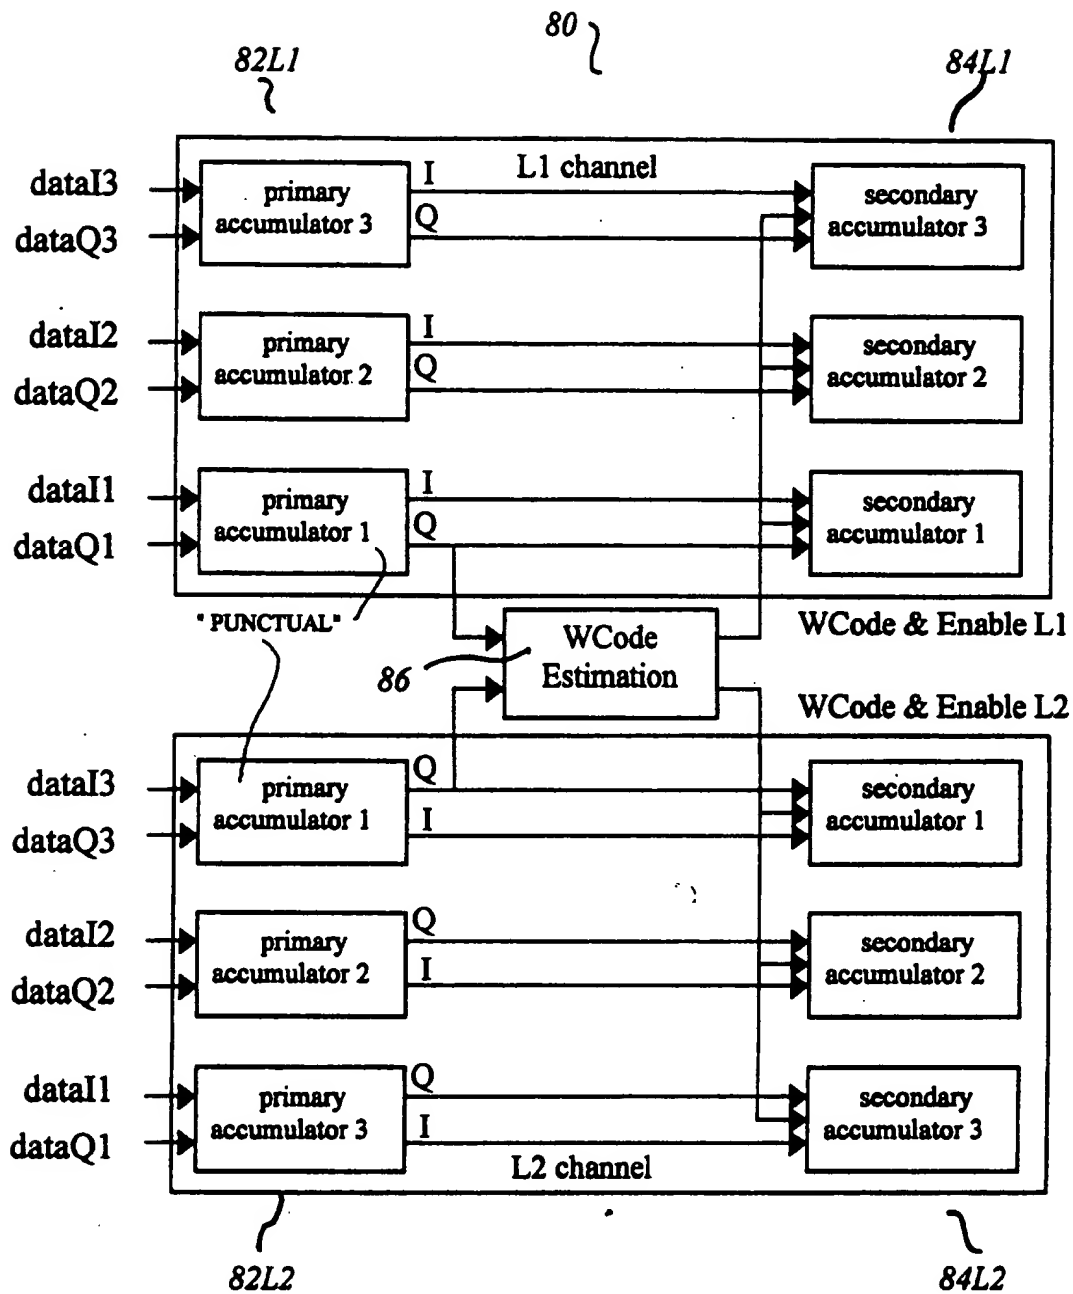 80
82L1
84L1
dataI3
dataQ3
primary
accumulator 3
I
Q
L1 channel
secondary
accumulator 3
dataI2
dataQ2
primary
accumulator 2
I
Q
secondary
accumulator 2
dataI1
dataQ1
primary
accumulator 1
I
Q
secondary
accumulator 1
" PUNCTUAL"
WCode
Estimation
86
WCode & Enable L1
WCode & Enable L2
dataI3
dataQ3
primary
accumulator 1
Q
I
secondary
accumulator 1
dataI2
dataQ2
primary
accumulator 2
Q
I
secondary
accumulator 2
dataI1
dataQ1
primary
accumulator 3
Q
I
L2 channel
secondary
accumulator 3
82L2
84L2